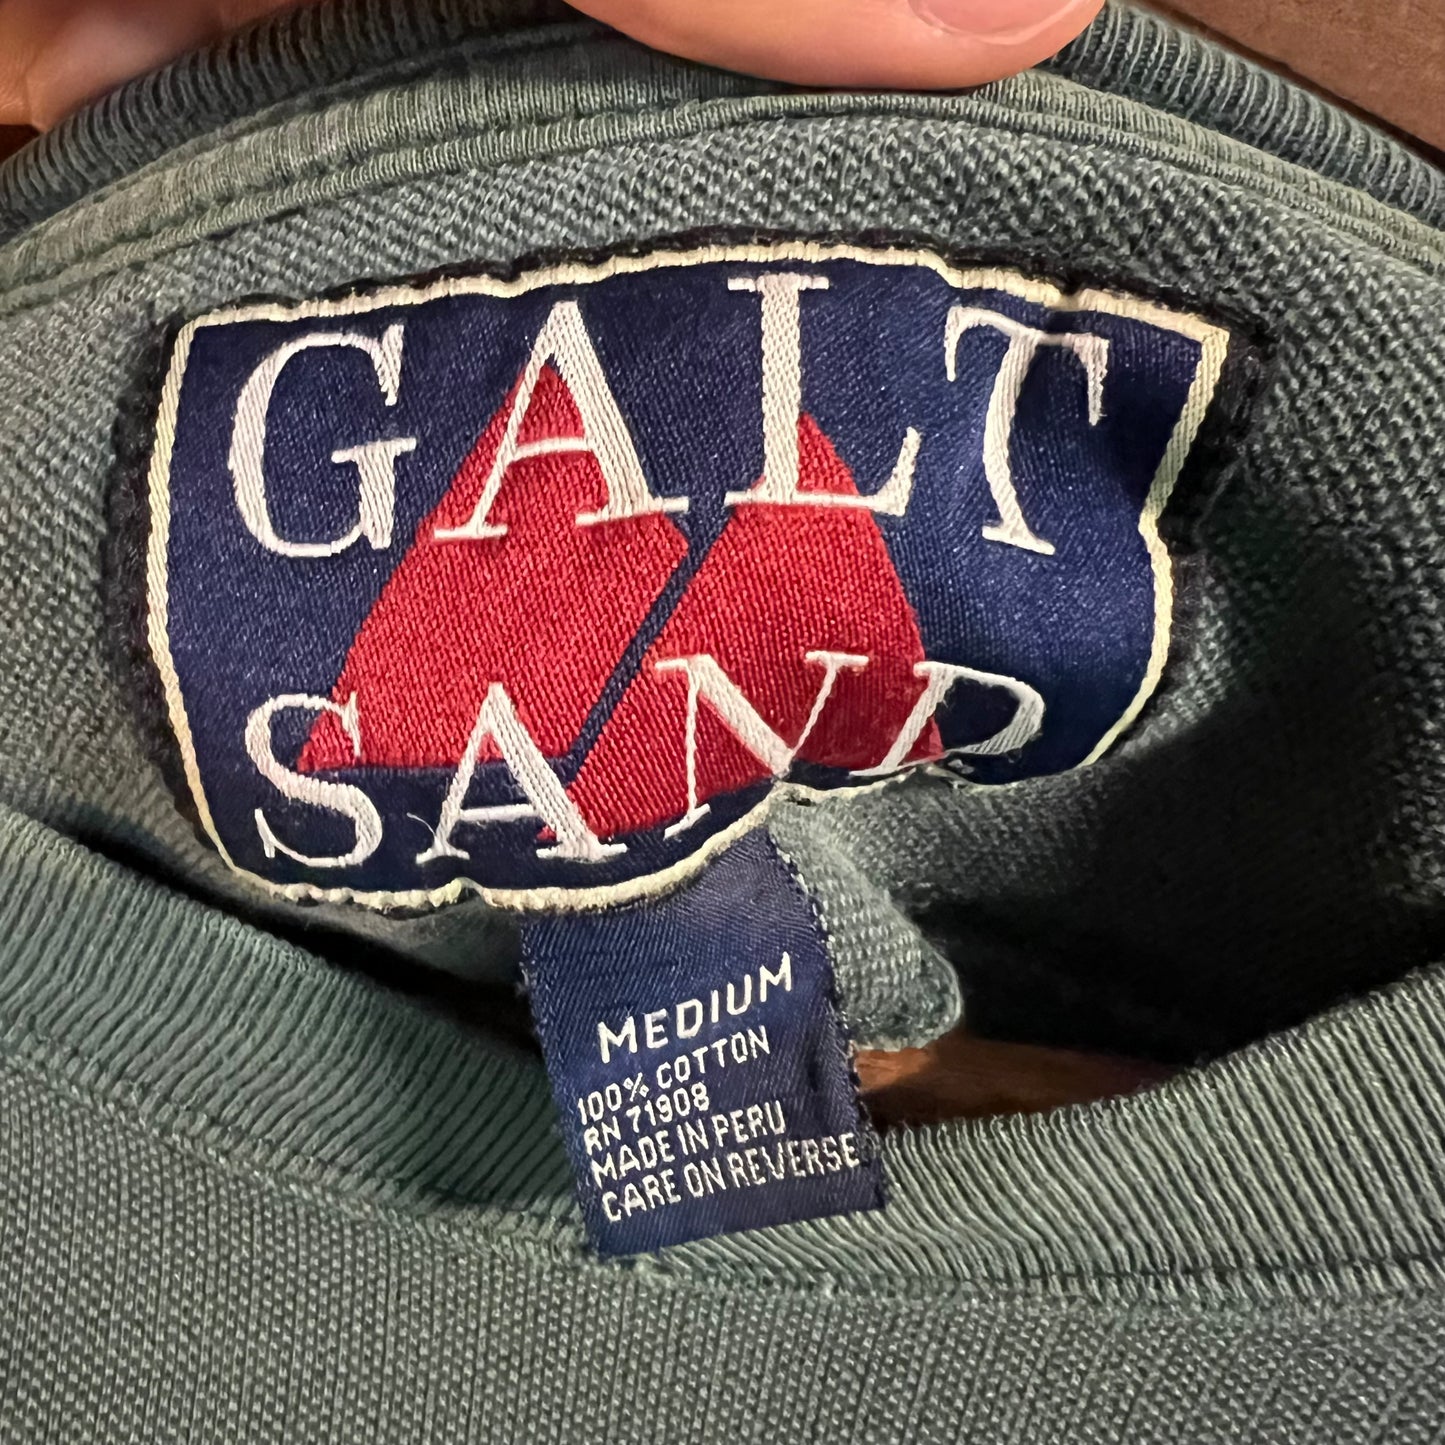 GALT
SAND
MEDIUM
100% COTTON
RN 71908
MADE IN PERU
CARE ON REVERSE